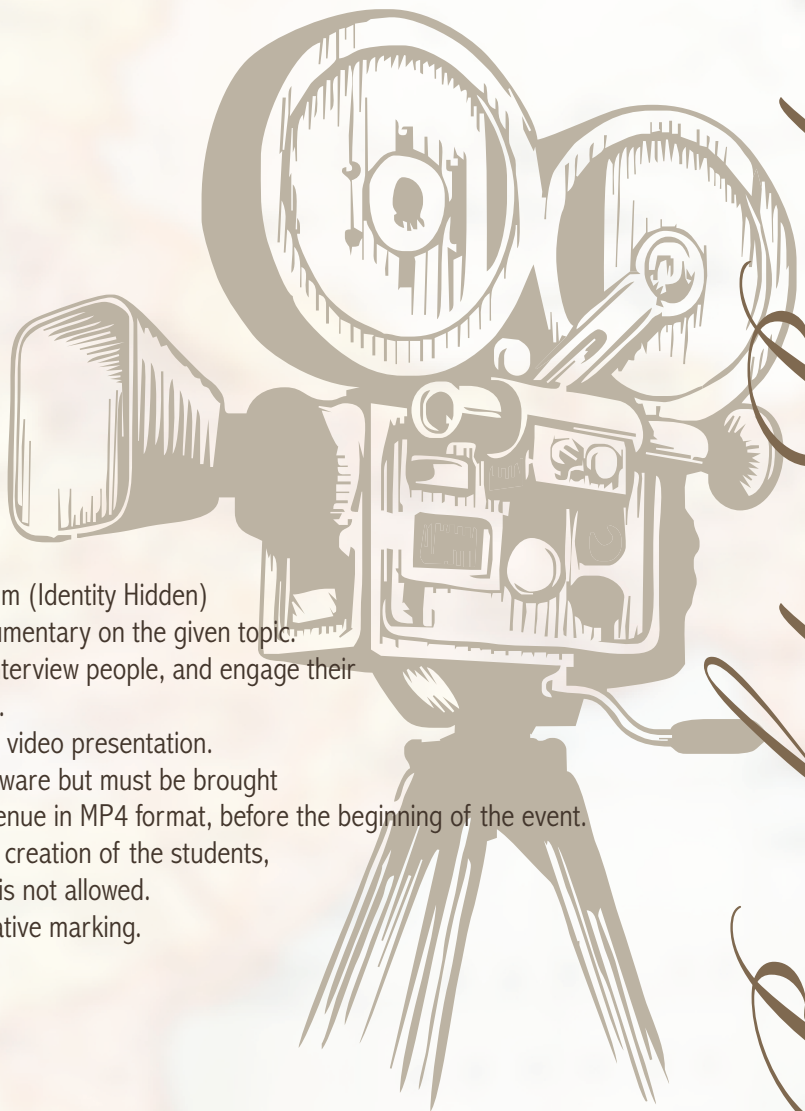 m (Identity Hidden)
umentary on the given topic.
nterview people, and engage their
.
video presentation.
ware but must be brought
enue in MP4 format, before the beginning of the event.
creation of the students,
is not allowed.
ative marking.